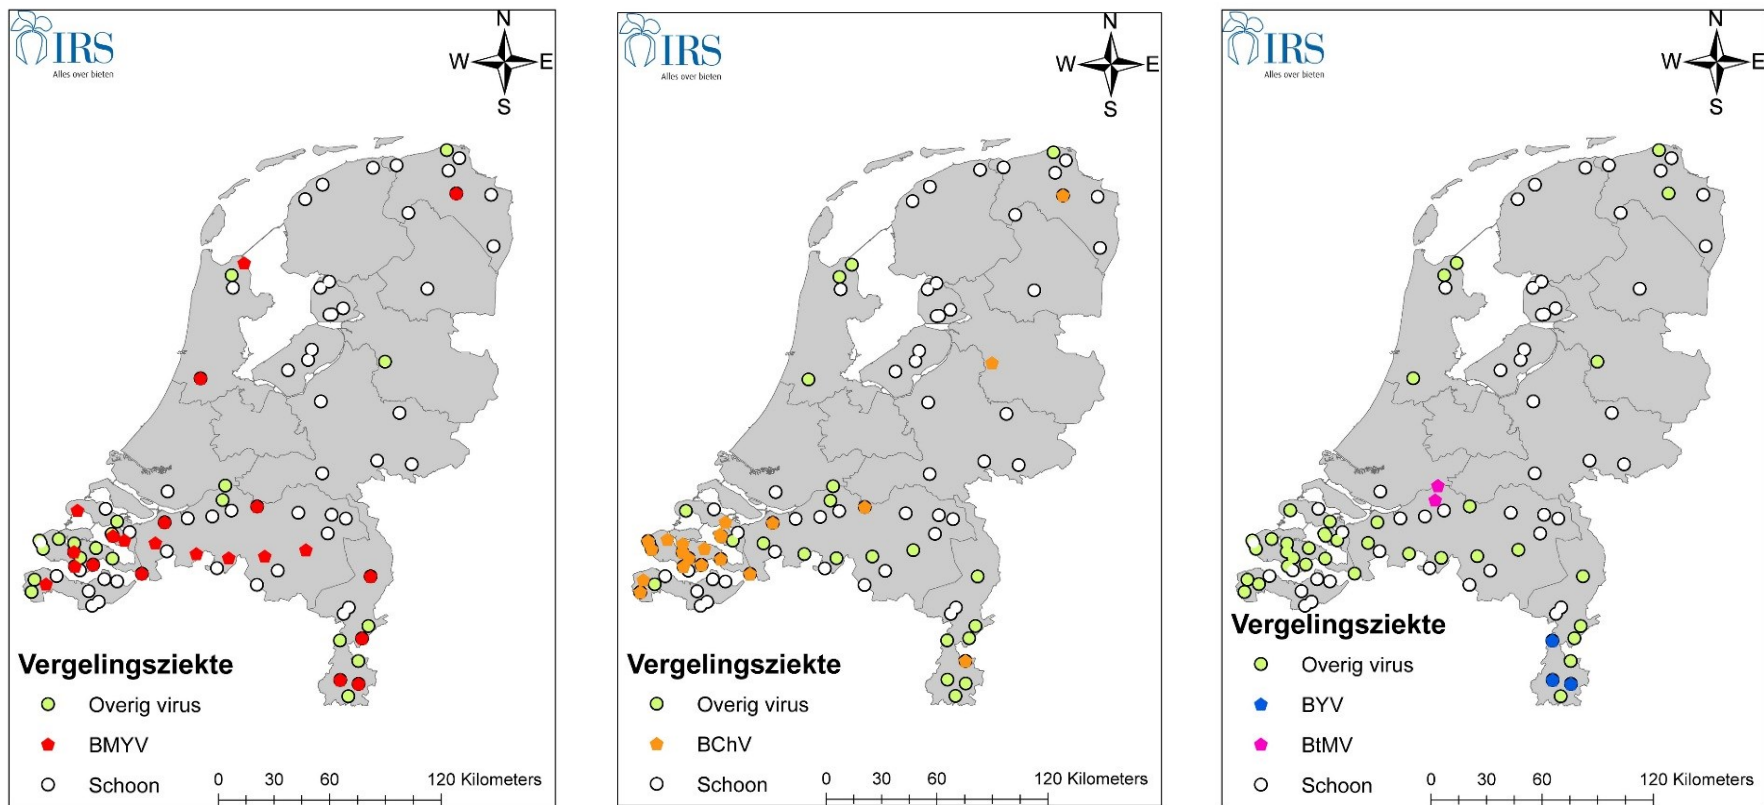 IRS
Alles over bieten
N
W E
S
Vergelingsziekte
Overig virus
BMYV
Schoon
0 30 60 120 Kilometers
IRS
Alles over bieten
N
W E
S
Vergelingsziekte
Overig virus
BChV
Schoon
0 30 60 120 Kilometers
IRS
Alles over bieten
N
W E
S
Vergelingsziekte
Overig virus
BYV
BtMV
Schoon
0 30 60 120 Kilometers